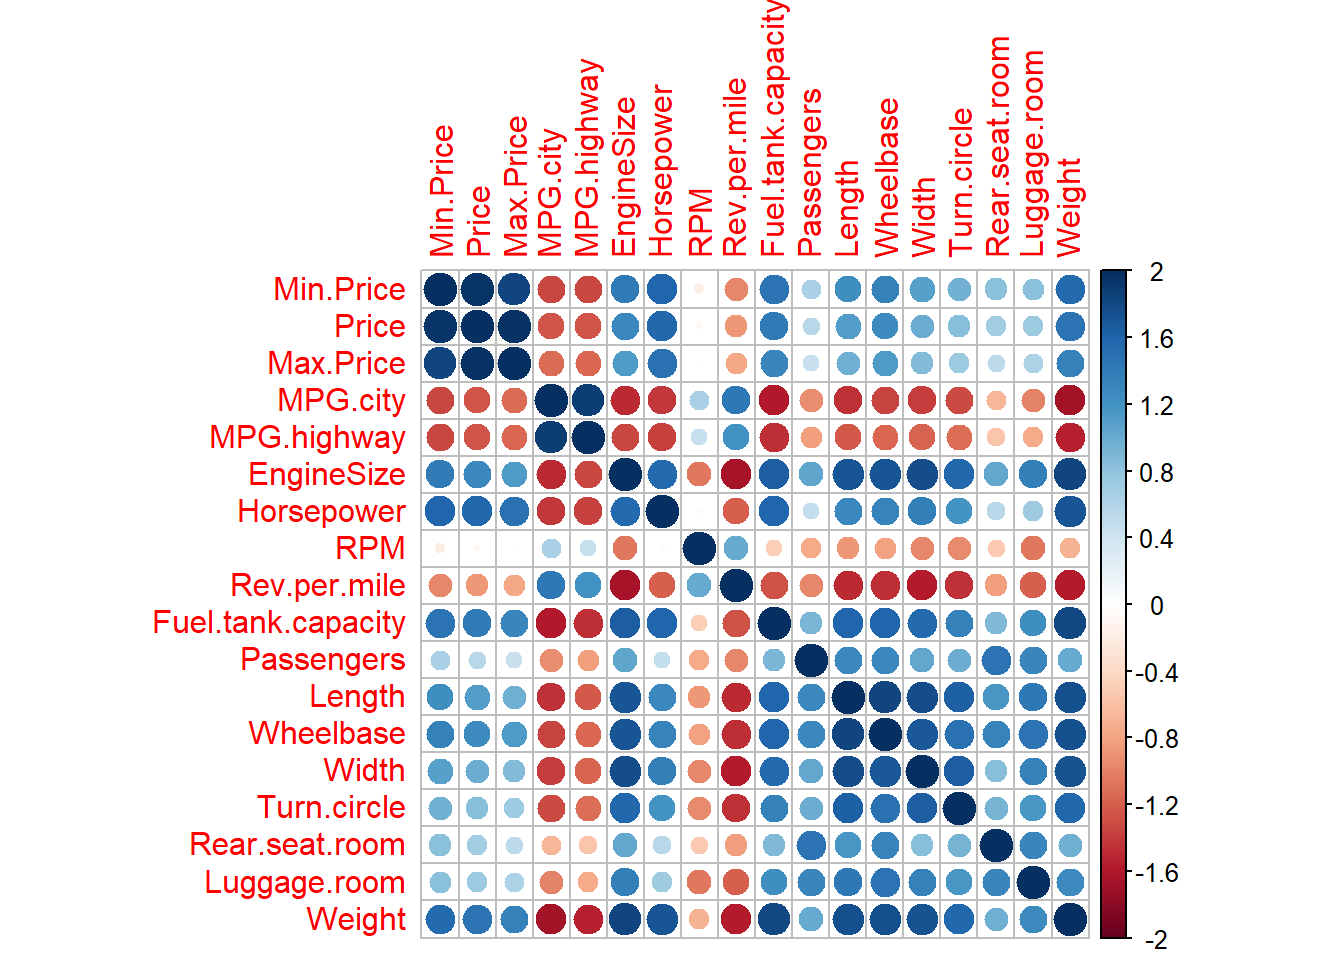 Min.Price
Price
Max.Price
MPG.city
MPG.highway
EngineSize
Horsepower
RPM
Rev.per.mile
Fuel.tank.capacity
Passengers
Length
Wheelbase
Width
Turn.circle
Rear.seat.room
Luggage.room
Weight
Min.Price
Price
Max.Price
MPG.city
MPG.highway
EngineSize
Horsepower
RPM
Rev.per.mile
Fuel.tank.capacity
Passengers
Length
Wheelbase
Width
Turn.circle
Rear.seat.room
Luggage.room
Weight
2
1.6
1.2
0.8
0.4
0
-0.4
-0.8
-1.2
-1.6
-2